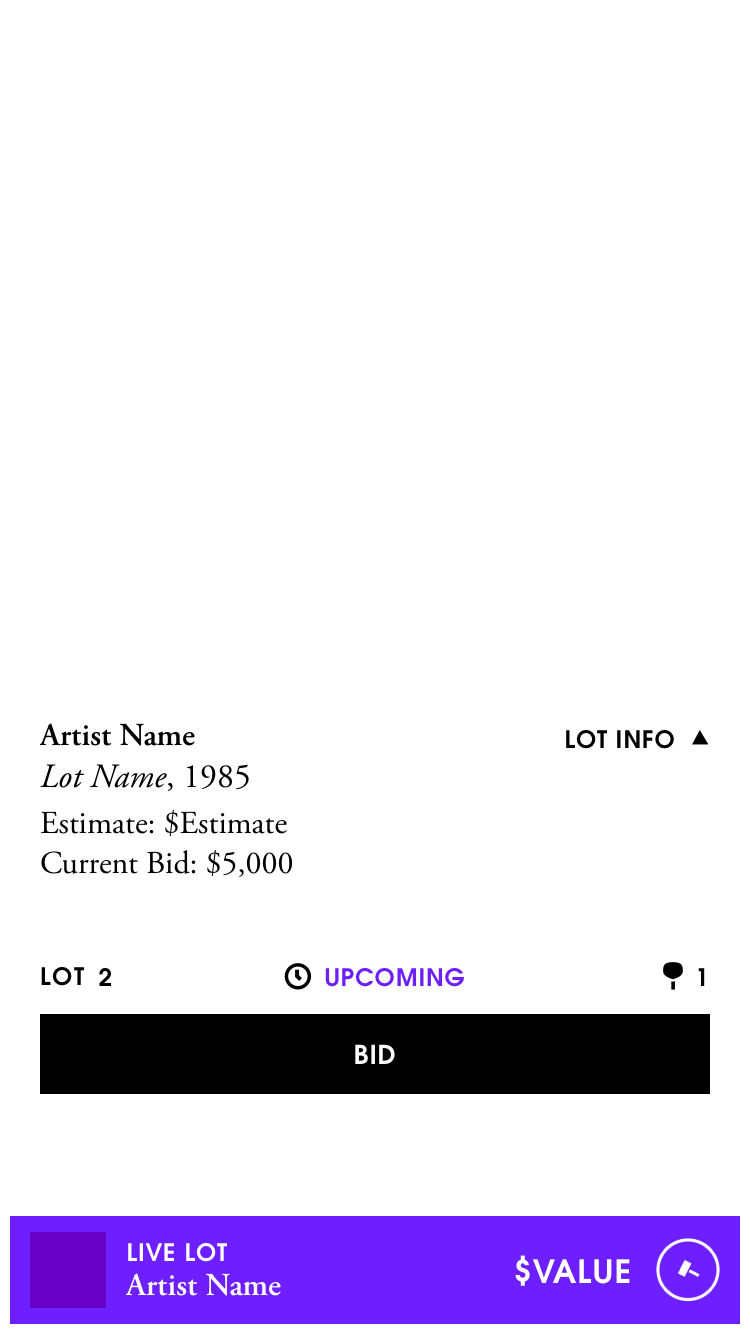 Artist Name
LOT INFO
Lot Name, 1985
Estimate: $Estimate
Current Bid: $5,000
LOT 2
UPCOMING
1
BID
LIVE LOT
Artist Name
$VALUE